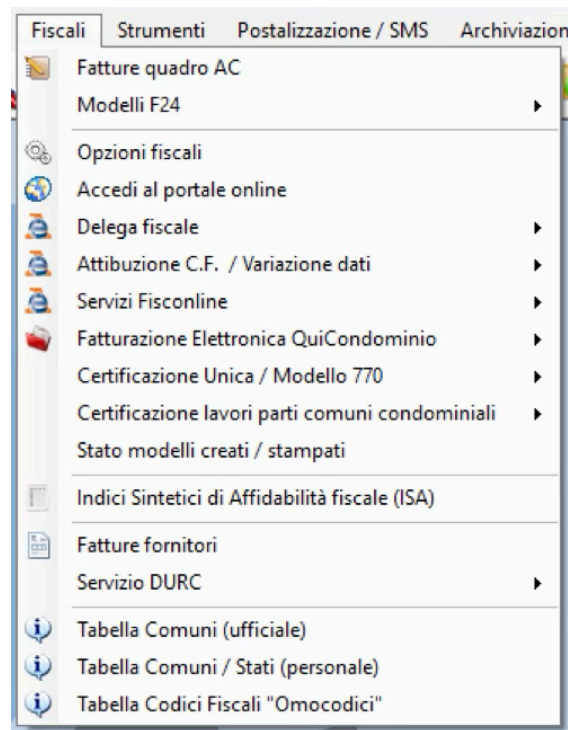 Fiscali Strumenti Postalizzazione / SMS Archiviazion
Fatture quadro AC
Modelli F24
Opzioni fiscali
Accedi al portale online
Delega fiscale
Attibuzione C.F. / Variazione dati
Servizi Fisconline
Fatturazione Elettronica QuiCondominio
Certificazione Unica / Modello 770
Certificazione lavori parti comuni condominiali
Stato modelli creati / stampati
Indici Sintetici di Affidabilità fiscale (ISA)
Fatture fornitori
Servizio DURC
Tabella Comuni (ufficiale)
Tabella Comuni / Stati (personale)
Tabella Codici Fiscali "Omocodici"